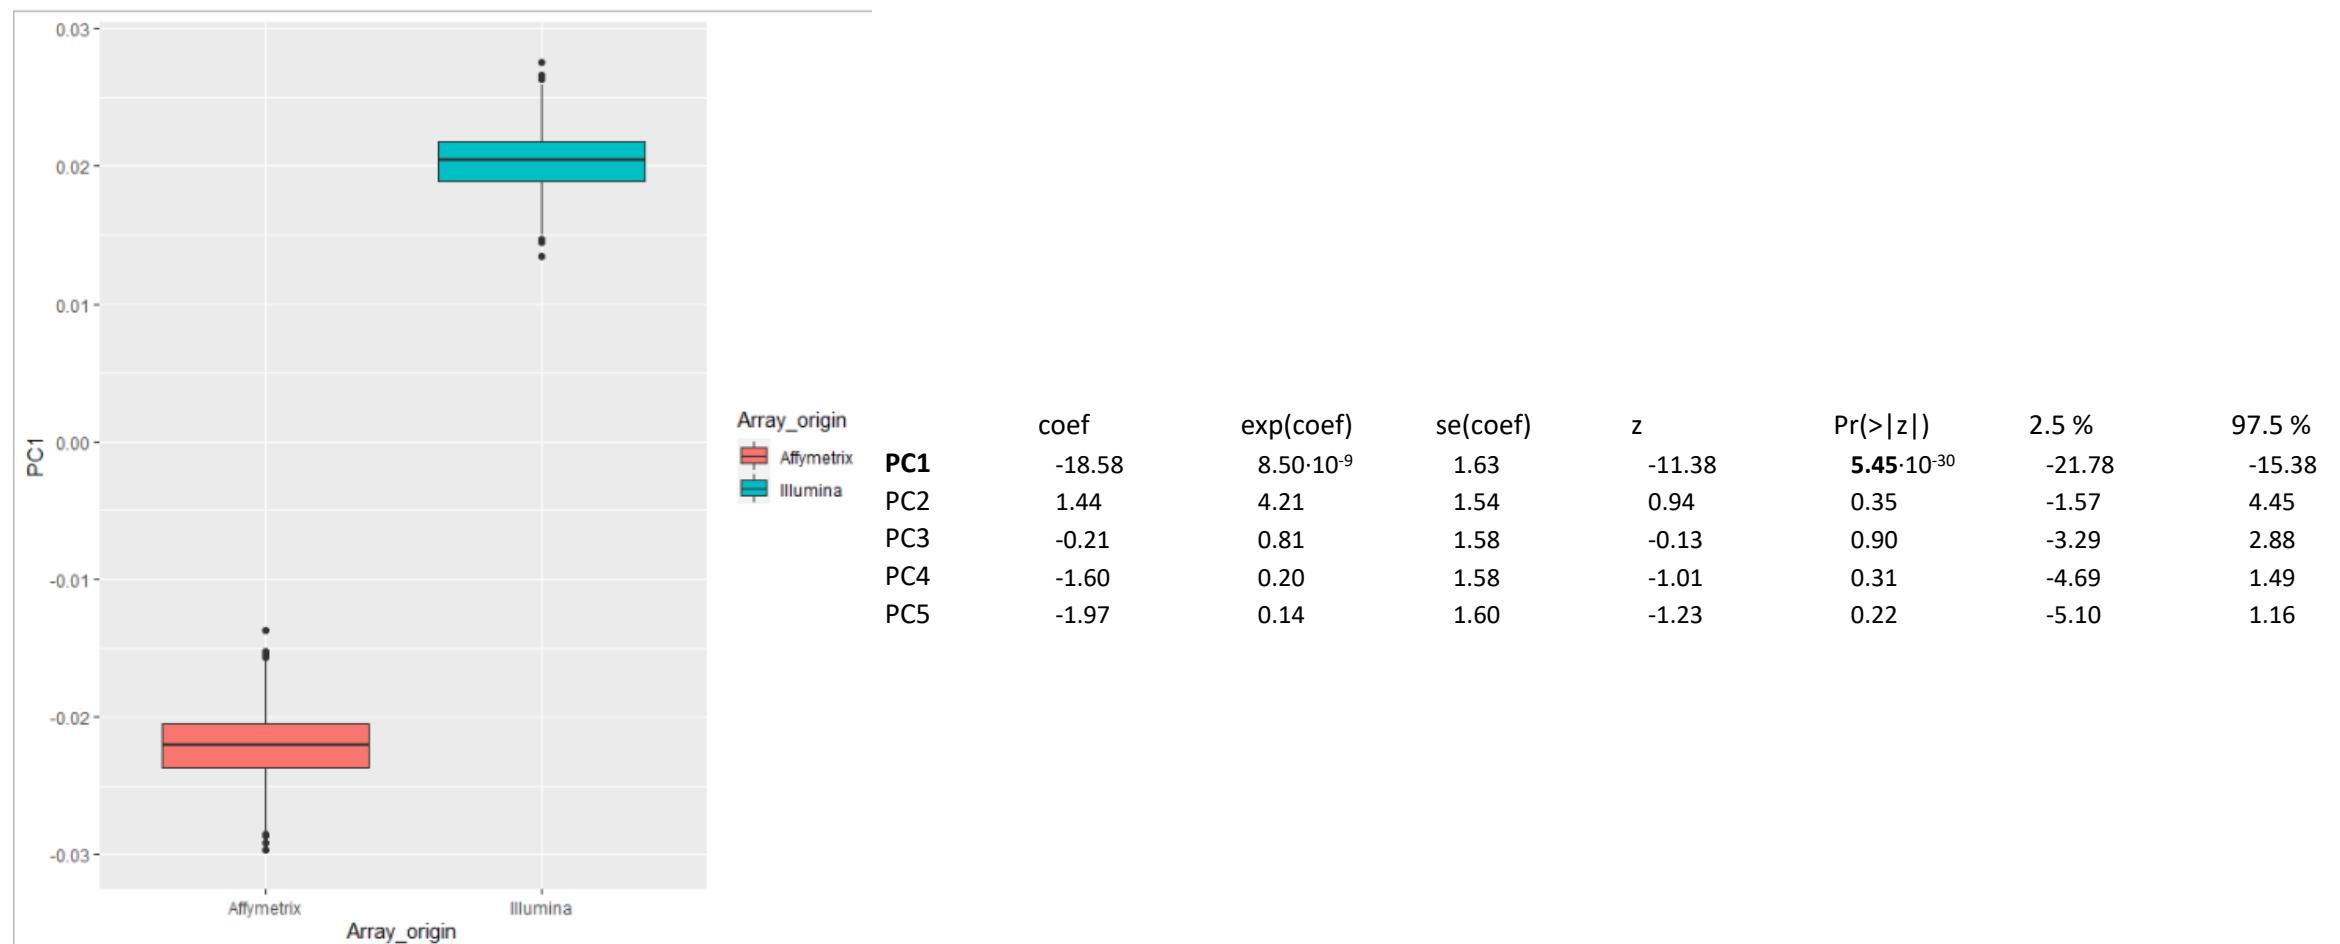 0.03
0.02
0.01
0.00
-0.01
-0.02
-0.03
PC1
Affymetrix Illumina
Array_origin
Array_origin
Affymetrix
Illumina
coef exp(coef) se(coef) z Pr(>|z|) 2.5 % 97.5 %
PC1 -18.58 8.50·10⁻⁹ 1.63 -11.38 5.45·10⁻³⁰ -21.78 -15.38
PC2 1.44 4.21 1.54 0.94 0.35 -1.57 4.45
PC3 -0.21 0.81 1.58 -0.13 0.90 -3.29 2.88
PC4 -1.60 0.20 1.58 -1.01 0.31 -4.69 1.49
PC5 -1.97 0.14 1.60 -1.23 0.22 -5.10 1.16